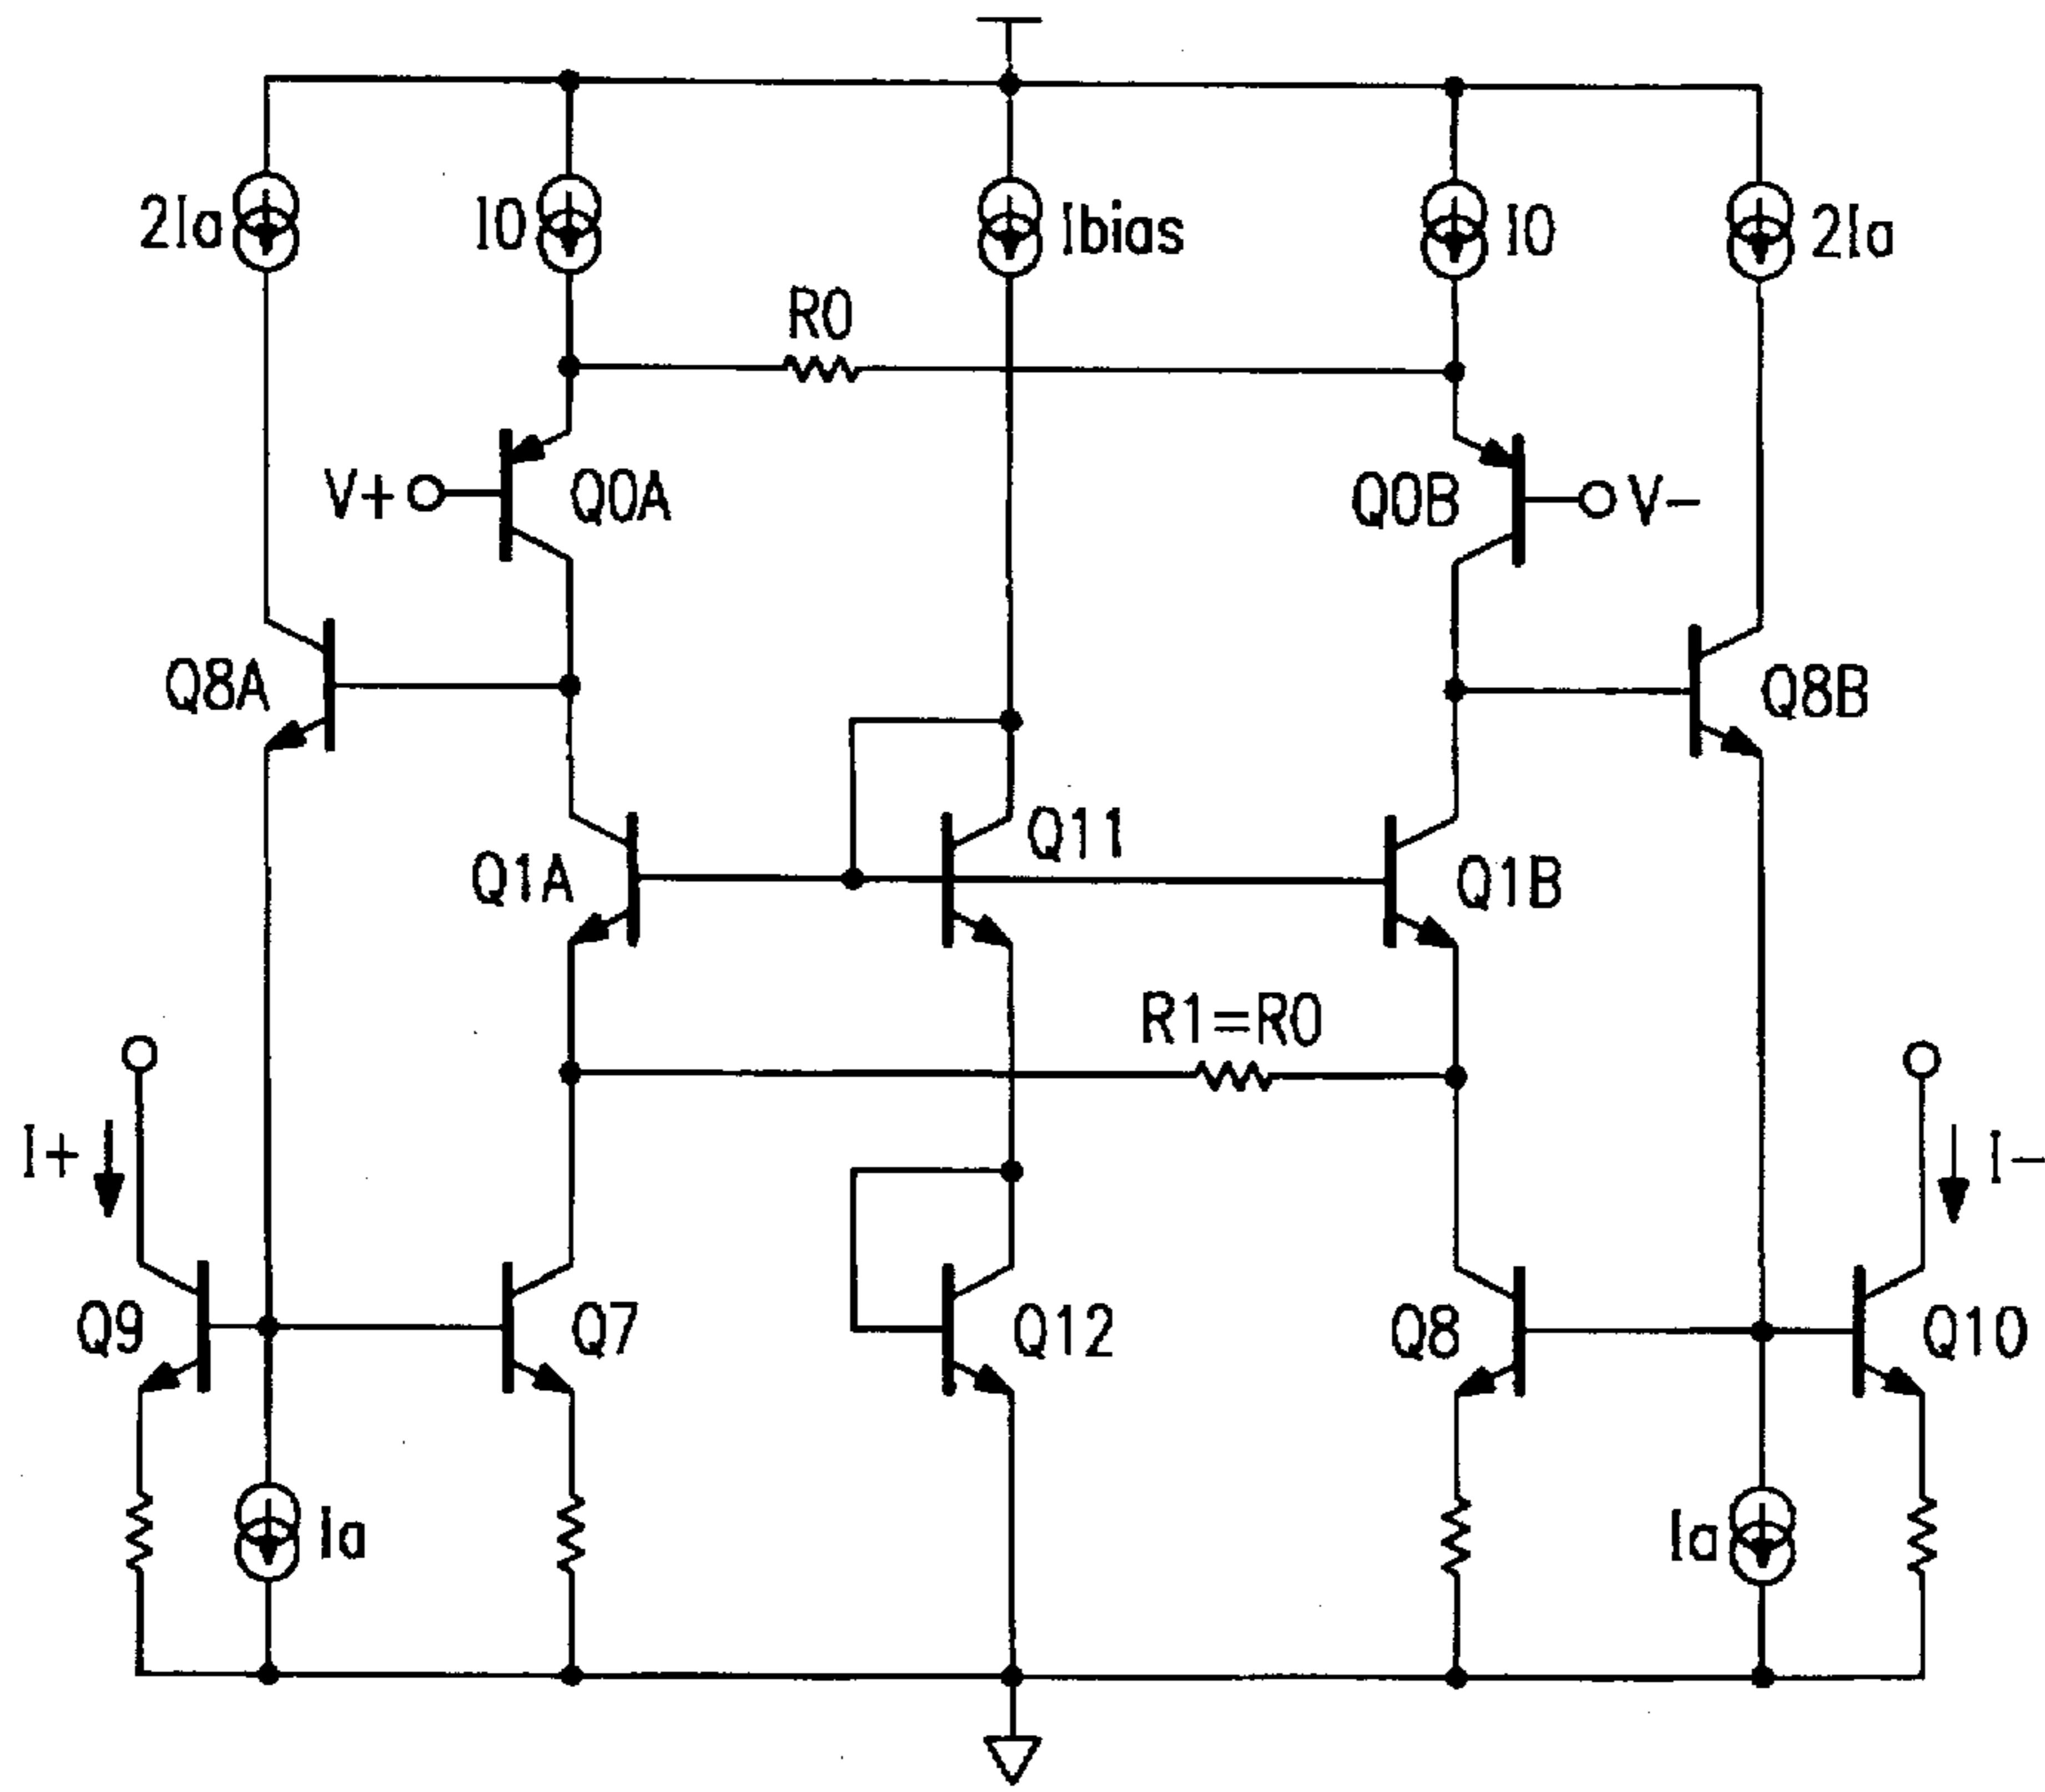 2Ia
I0
Ibias
I0
2Ia
R0
V+
Q0A
Q0B
V-
Q8A
Q8B
Q11
Q1A
Q1B
R1=R0
I+
I-
Q9
Q7
Q12
Q8
Q10
Ia
Ia